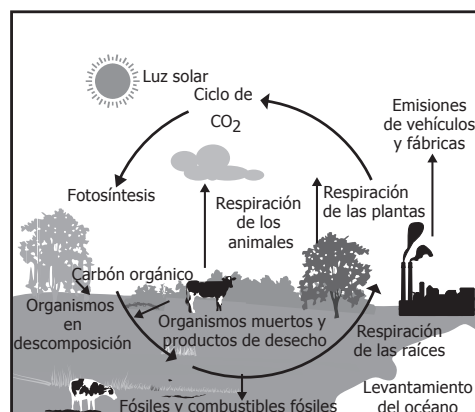 Luz solar
Ciclo de
CO2
Emisiones
de vehículos
y fábricas
Fotosíntesis
Respiración
de los
animales
Respiración
de las plantas
Carbón orgánico
Organismos
en
descomposición
Organismos muertos y
productos de desecho
Respiración
de las raíces
Fósiles y combustibles fósiles
Levantamiento
del océano